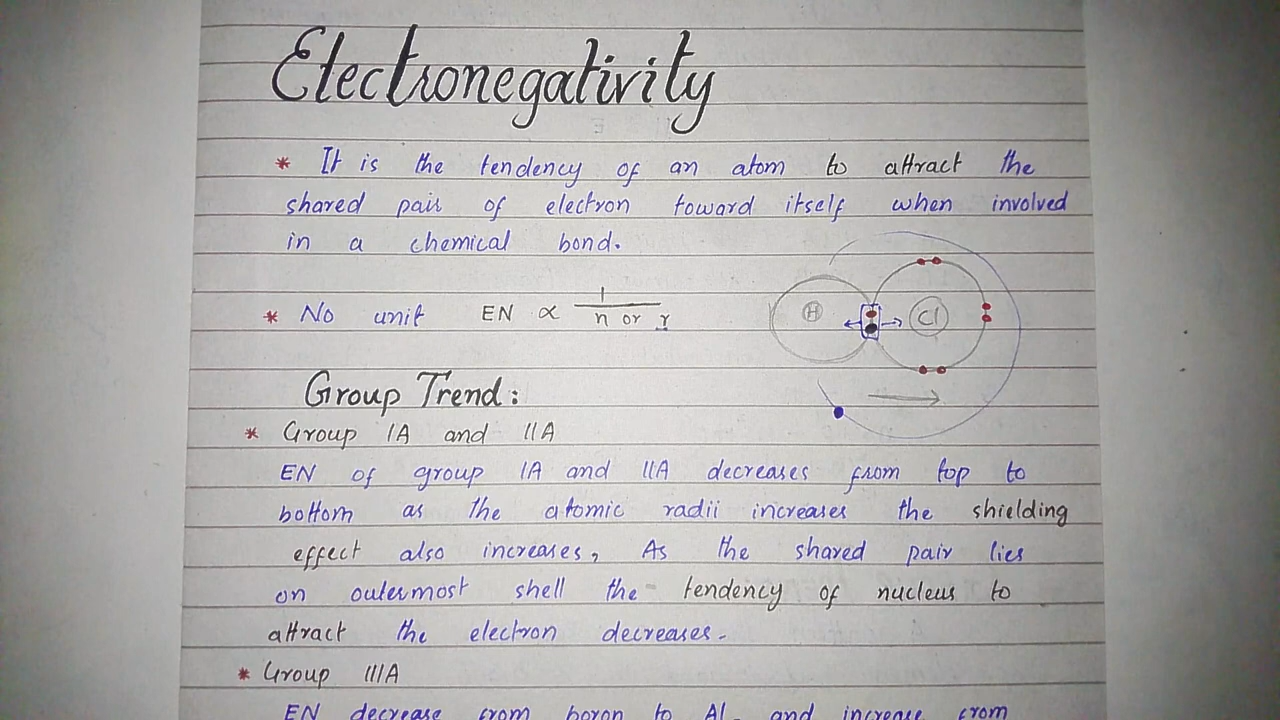 Electronegativity
* It is the tendency of an atom to attract the
shared pair of electron toward itself when involved
in a chemical bond.
* No unit EN ∝ 1 / n or r
H Cl
Group Trend:
* Group IA and IIA
EN of group IA and IIA decreases from top to
bottom as the atomic radii increases the shielding
effect also increases, As the shared pair lies
on outermost shell the tendency of nucleus to
attract the electron decreases.
* Group IIIA
EN decrease from boron to Al, and increase from